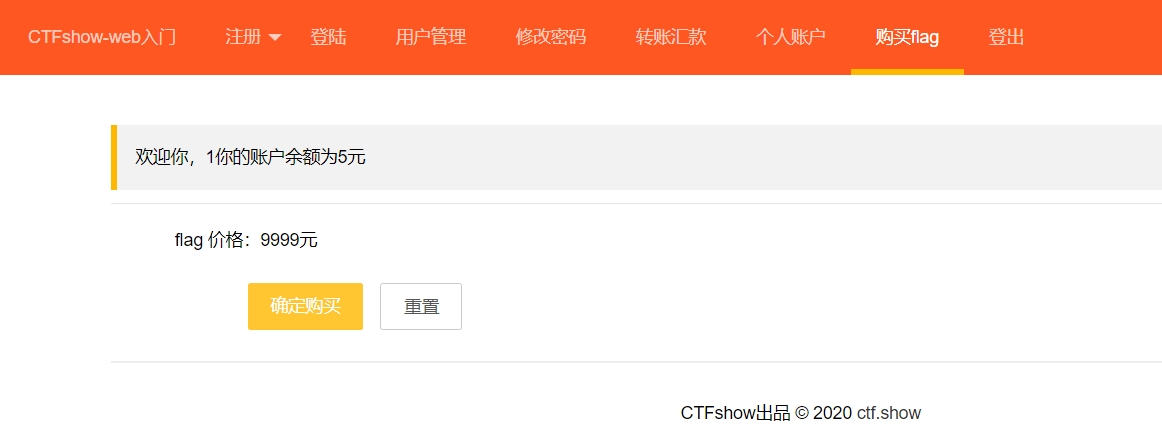 CTFshow-web入门 注册 登陆 用户管理 修改密码 转账汇款 个人账户 购买flag 登出
欢迎你，1你的账户余额为5元
flag 价格：9999元
确定购买 重置
CTFshow出品 © 2020 ctf.show